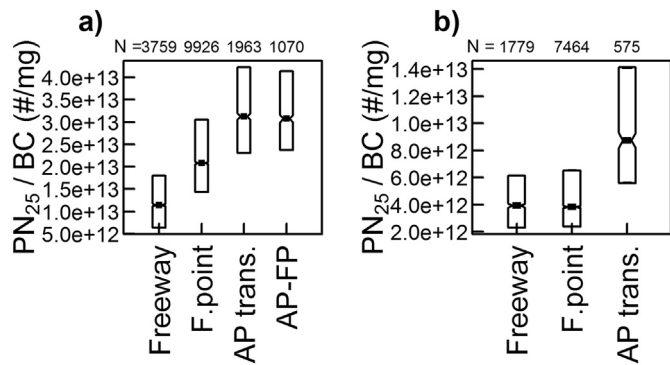 a)
N =3759 9926 1963 1070
PN25 / BC (#/mg)
4.0e+13
3.5e+13
3.0e+13
2.5e+13
2.0e+13
1.5e+13
1.0e+13
5.0e+12
Freeway
F.point
AP trans.
AP-FP
b)
N = 1779 7464 575
PN25 / BC (#/mg)
1.4e+13
1.2e+13
1.0e+13
8.0e+12
6.0e+12
4.0e+12
2.0e+12
Freeway
F.point
AP trans.